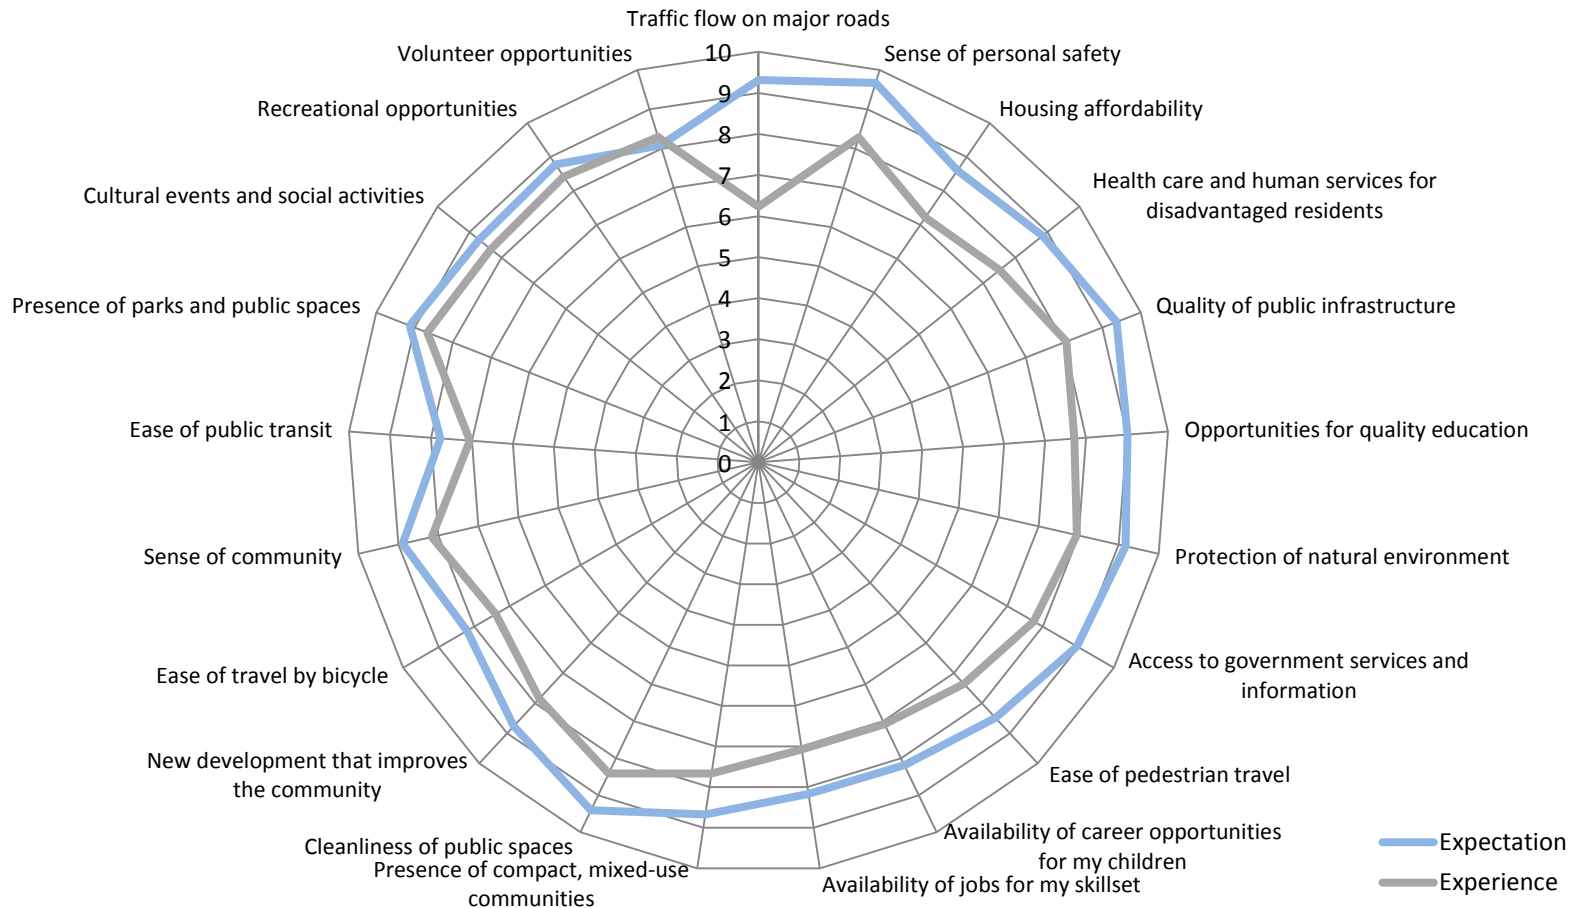 Traffic flow on major roads
Sense of personal safety
Housing affordability
Health care and human services for
disadvantaged residents
Quality of public infrastructure
Opportunities for quality education
Protection of natural environment
Access to government services and
information
Ease of pedestrian travel
Availability of career opportunities
for my children
Availability of jobs for my skillset
Presence of compact, mixed-use
communities
Cleanliness of public spaces
New development that improves
the community
Ease of travel by bicycle
Sense of community
Ease of public transit
Presence of parks and public spaces
Cultural events and social activities
Recreational opportunities
Volunteer opportunities
10
9
8
7
6
5
4
3
2
1
0
Expectation
Experience